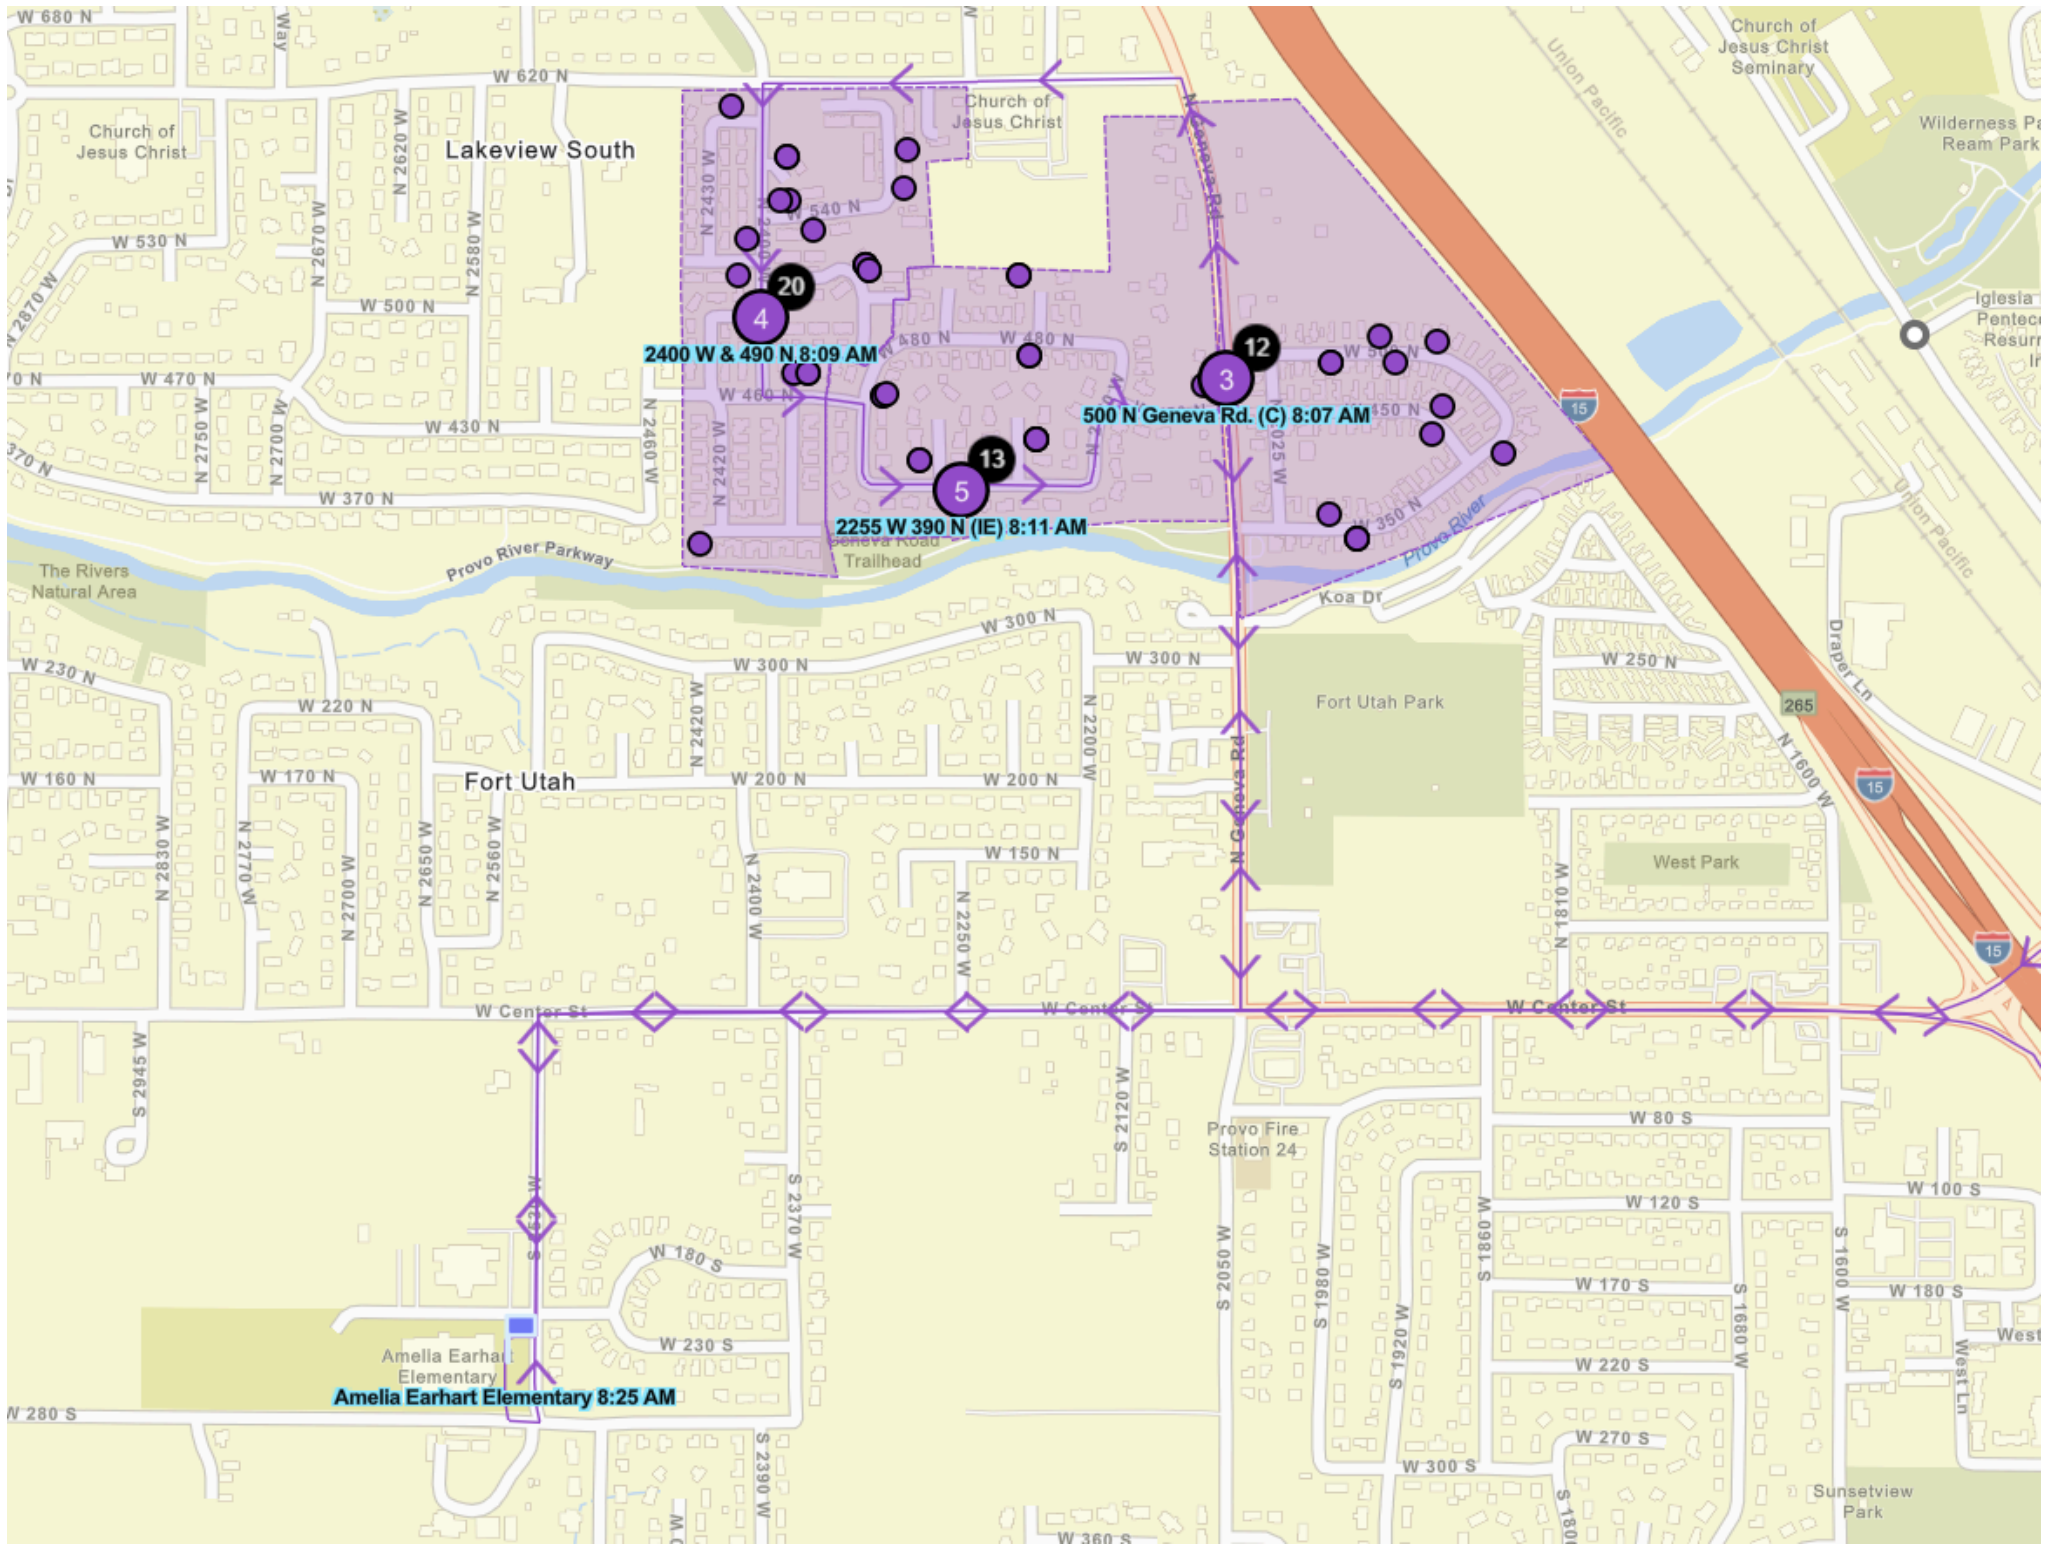 W 680 N
Way
W
Church of
Jesus Christ
Seminary
Union Pacific
W 620 N
Church of
Jesus Christ
N Geneva Rd
Church of
Jesus Christ
Lakeview South
N 2620 W
N 2430 W
W 540 N
N 2670 W
N 2580 W
W 530 N
N 2870 W
W 500 N
20
4
2400 W & 490 N 8:09 AM
W 480 N
W 470 N
W 460 N
12
3
500 N Geneva Rd. (C) 8:07 AM
W 450 N
N 2025 W
15
Iglesia
W 430 N
N 2750 W
N 2700 W
N 2460 W
N 2420 W
370 N
W 370 N
13
5
2255 W 390 N (IE) 8:11 AM
Geneva Road
Trailhead
W 350 N
Provo River
Union Pacific
Provo River Parkway
The Rivers
Natural Area
Koa Dr
W 300 N
W 300 N
W 300 N
W 250 N
Draper Ln
W 230 N
W 220 N
N 2420 W
N 2200 W
Fort Utah Park
265
N 1600 W
15
W 160 N
W 170 N
Fort Utah
W 200 N
W 200 N
N Geneva Rd
N 2830 W
N 2770 W
N 2700 W
N 2650 W
N 2560 W
N 2400 W
W 150 N
N 2250 W
West Park
N 1810 W
15
W Center St
W Center St
W Center St
S 2945 W
S 2120 W
Provo Fire
Station 24
W 80 S
W 100 S
W 120 S
S 2370 W
W 180 S
S 2050 W
S 1980 W
S 1920 W
S 1860 W
W 170 S
S 1680 W
S 1600 W
W 180 S
W 230 S
West
West Ln
W 220 S
Amelia Earhart
Elementary
Amelia Earhart Elementary 8:25 AM
W 280 S
S 2390 W
W 270 S
W 300 S
Sunsetview
Park
W 360 S